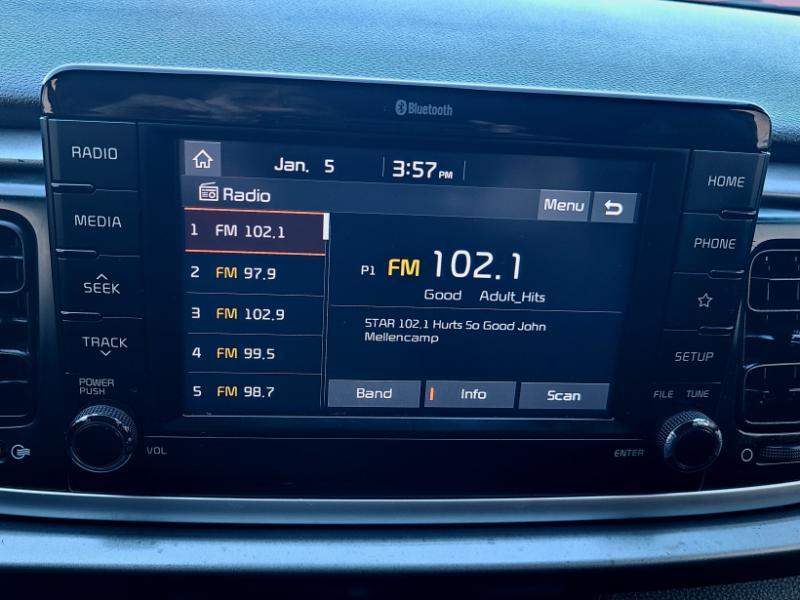 Bluetooth
RADIO
MEDIA
SEEK
TRACK
POWER
PUSH
VOL
Jan. 5 3:57 PM
Radio
Menu
1 FM 102.1
2 FM 97.9
3 FM 102.9
4 FM 99.5
5 FM 98.7
P1 FM 102.1
Good Adult_Hits
STAR 102.1 Hurts So Good John
Mellencamp
Band Info Scan
HOME
PHONE
SETUP
FILE TUNE
ENTER